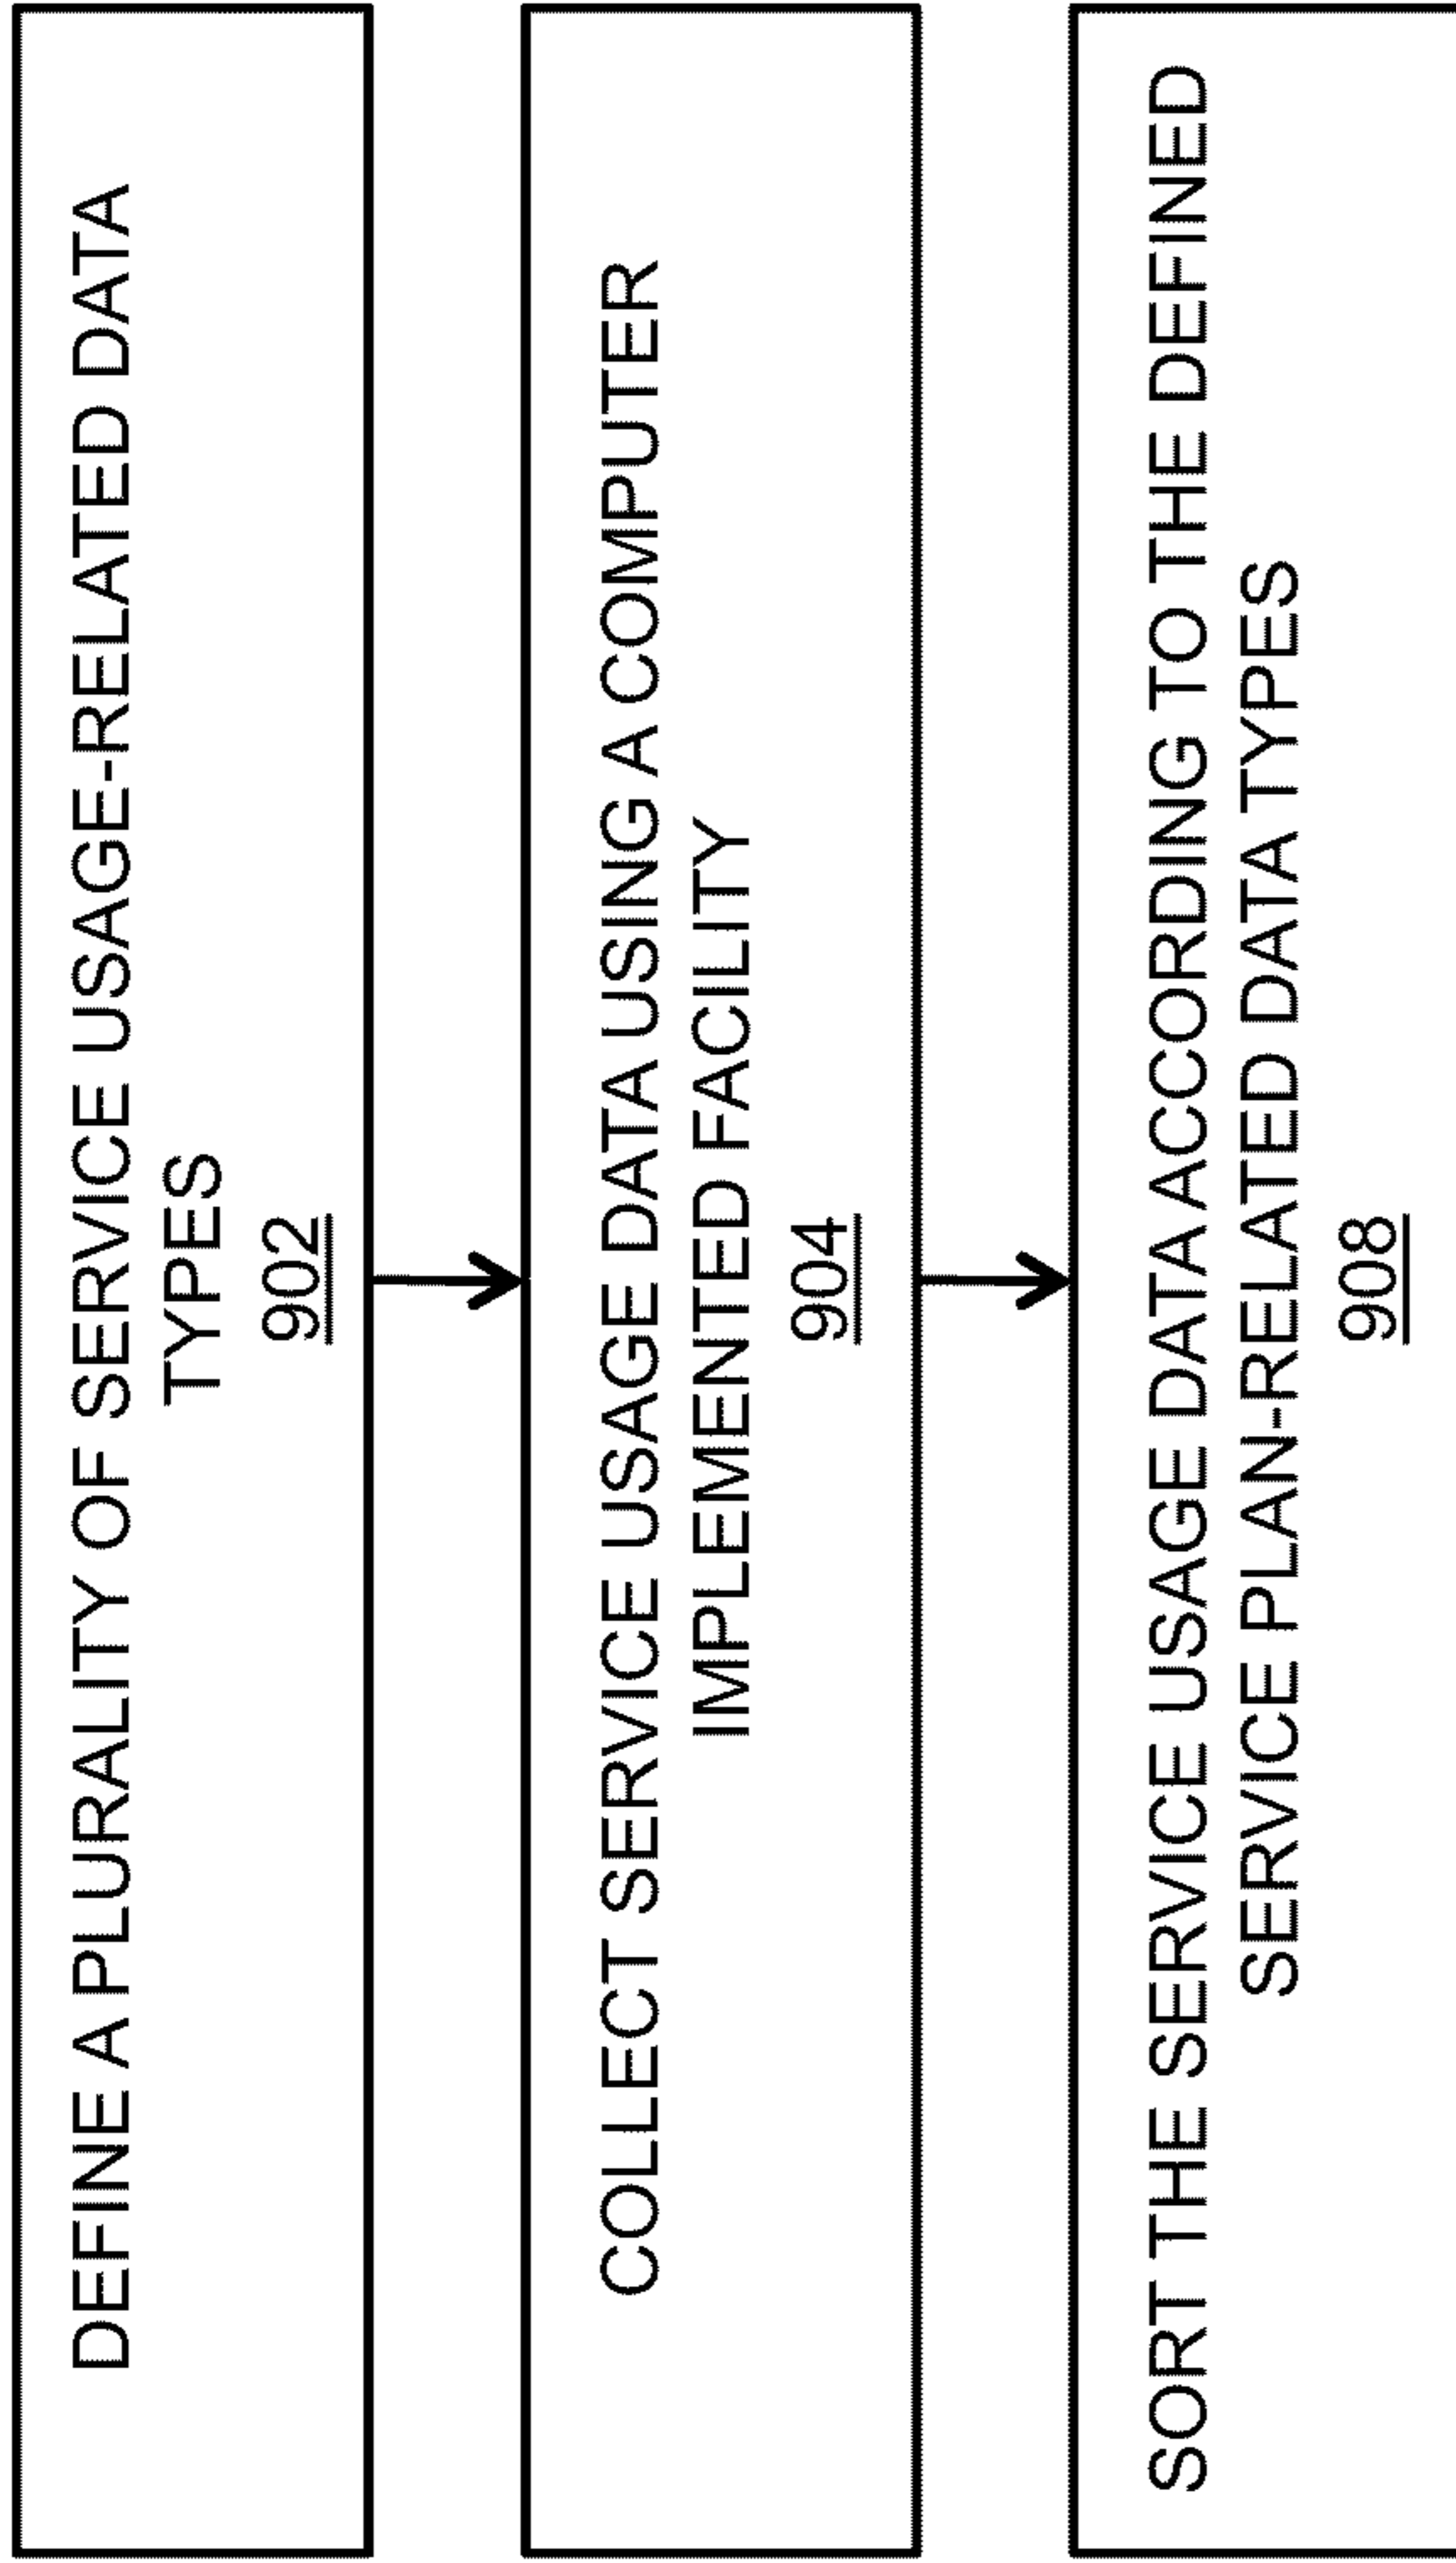 DEFINE A PLURALITY OF SERVICE USAGE-RELATED DATA
TYPES
902
COLLECT SERVICE USAGE DATA USING A COMPUTER
IMPLEMENTED FACILITY
904
SORT THE SERVICE USAGE DATA ACCORDING TO THE DEFINED
SERVICE PLAN-RELATED DATA TYPES
908